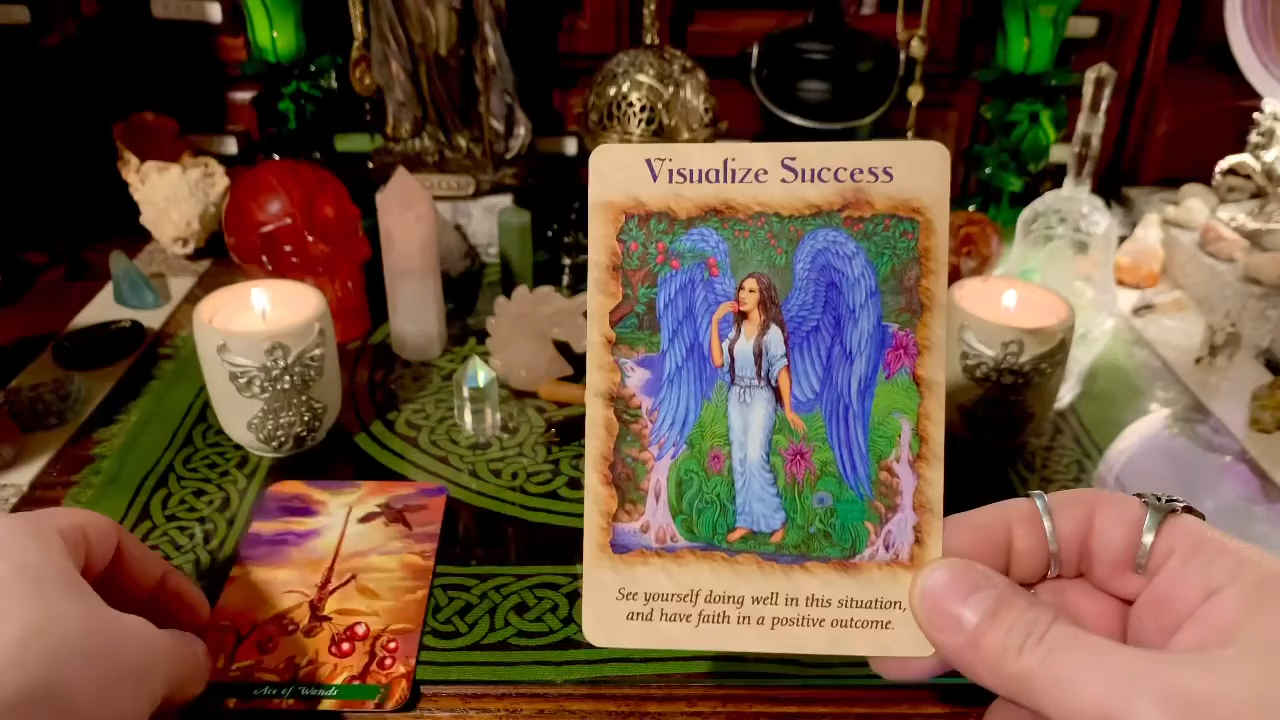 Visualize Success
See yourself doing well in this situation,
and have faith in a positive outcome.
Ace of Wands